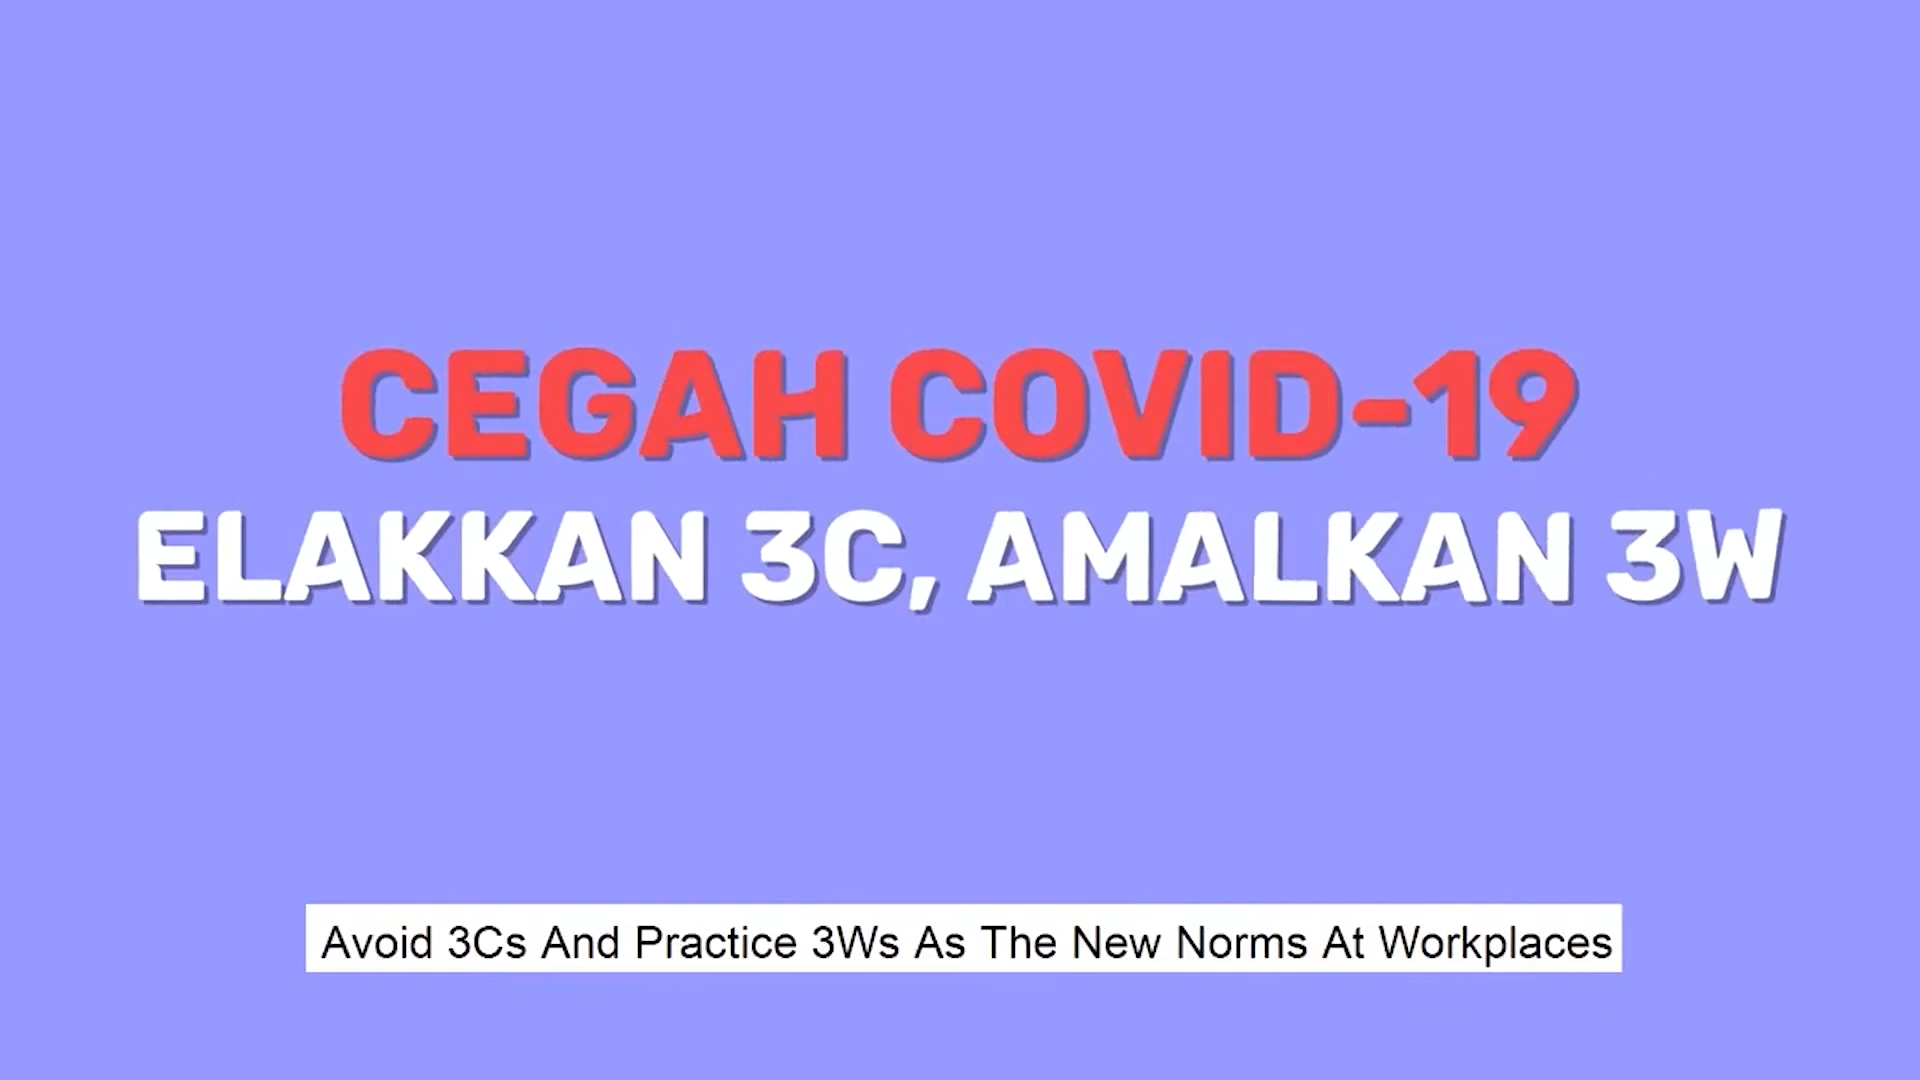 CEGAH COVID-19
ELAKKAN 3C, AMALKAN 3W
Avoid 3Cs And Practice 3Ws As The New Norms At Workplaces